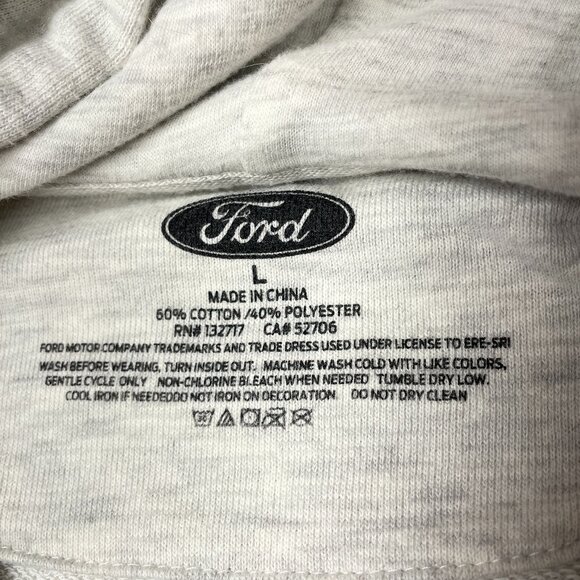 Ford
L
MADE IN CHINA
60% COTTON /40% POLYESTER
RN# 132717 CA# 52706
FORD MOTOR COMPANY TRADEMARKS AND TRADE DRESS USED UNDER LICENSE TO ERE-SRI
WASH BEFORE WEARING, TURN INSIDE OUT. MACHINE WASH COLD WITH LIKE COLORS,
GENTLE CYCLE ONLY NON-CHLORINE BLEACH WHEN NEEDED TUMBLE DRY LOW.
COOL IRON IF NEEDEDDO NOT IRON ON DECORATION. DO NOT DRY CLEAN